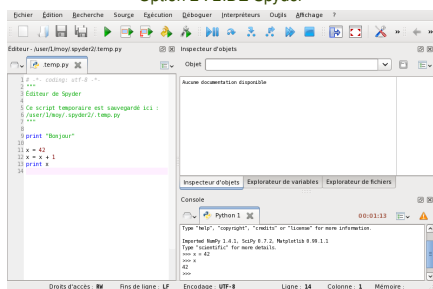 Fichier Édition Recherche Source Exécution Déboguer Interpréteurs Outils Affichage ?
Éditeur - /user/1/moy/.spyder2/.temp.py
.temp.py
1 # -*- coding: utf-8 -*-
2 """
3 Éditeur de Spyder
4
5 Ce script temporaire est sauvegardé ici :
6 /user/1/moy/.spyder2/.temp.py
7 """
8
9 print "Bonjour"
10
11 x = 42
12 x = x + 1
13 print x
14
Inspecteur d'objets
Objet
Aucune documentation disponible
Inspecteur d'objets Explorateur de variables Explorateur de fichiers
Console
Python 1
00:01:13
Type "help", "copyright", "credits" or "license" for more information.
Imported NumPy 1.4.1, SciPy 0.7.2, Matplotlib 0.99.1.1
Type "scientific" for more details.
>>> x = 42
>>> x
42
>>>
Droits d'accès : RW Fins de ligne : LF Encodage : UTF-8 Ligne : 14 Colonne : 1 Mémoire :